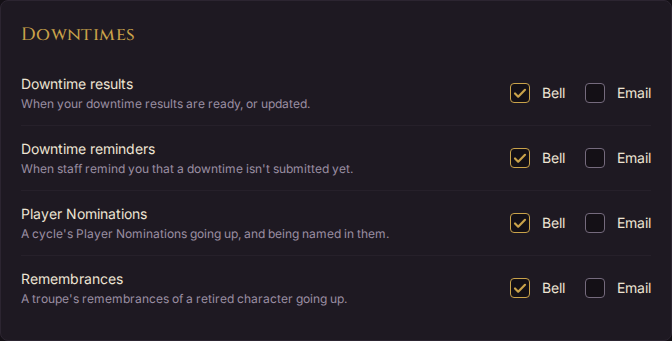 Downtimes
Downtime results
When your downtime results are ready, or updated.
Bell
Email
Downtime reminders
When staff remind you that a downtime isn't submitted yet.
Bell
Email
Player Nominations
A cycle's Player Nominations going up, and being named in them.
Bell
Email
Remembrances
A troupe's remembrances of a retired character going up.
Bell
Email